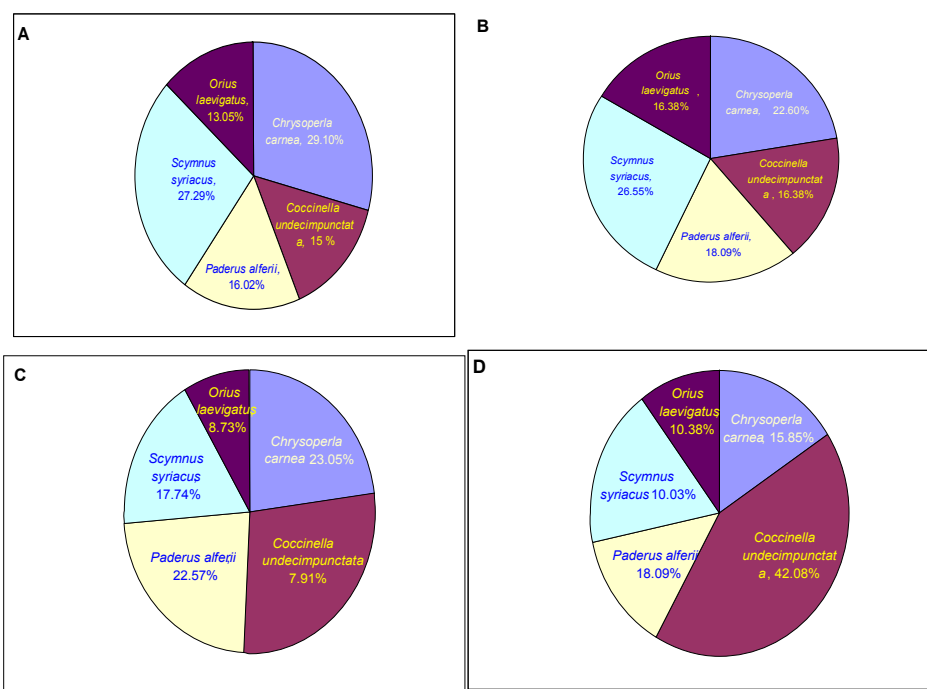 A
Orius
laevigatus,
13.05%
Chrysoperla
carnea, 29.10%
Scymnus
syriacus,
27.29%
Coccinella
undecimpunctat
a, 15 %
Paderus alferii,
16.02%
B
Orius
laevigatus ,
16.38%
Chrysoperla
carnea, 22.60%
Scymnus
syriacus,
26.55%
Coccinella
undecimpunctat
a , 16.38%
Paderus alferii,
18.09%
C
Orius
laevigatus
8.73%
Chrysoperla
carnea 23.05%
Scymnus
syriacus
17.74%
Paderus alferii
22.57%
Coccinella
undecimpunctata
7.91%
D
Orius
laevigatus
10.38%
Chrysoperla
carnea, 15.85%
Scymnus
syriacus 10.03%
Coccinella
undecimpunctat
a , 42.08%
Paderus alferii
18.09%